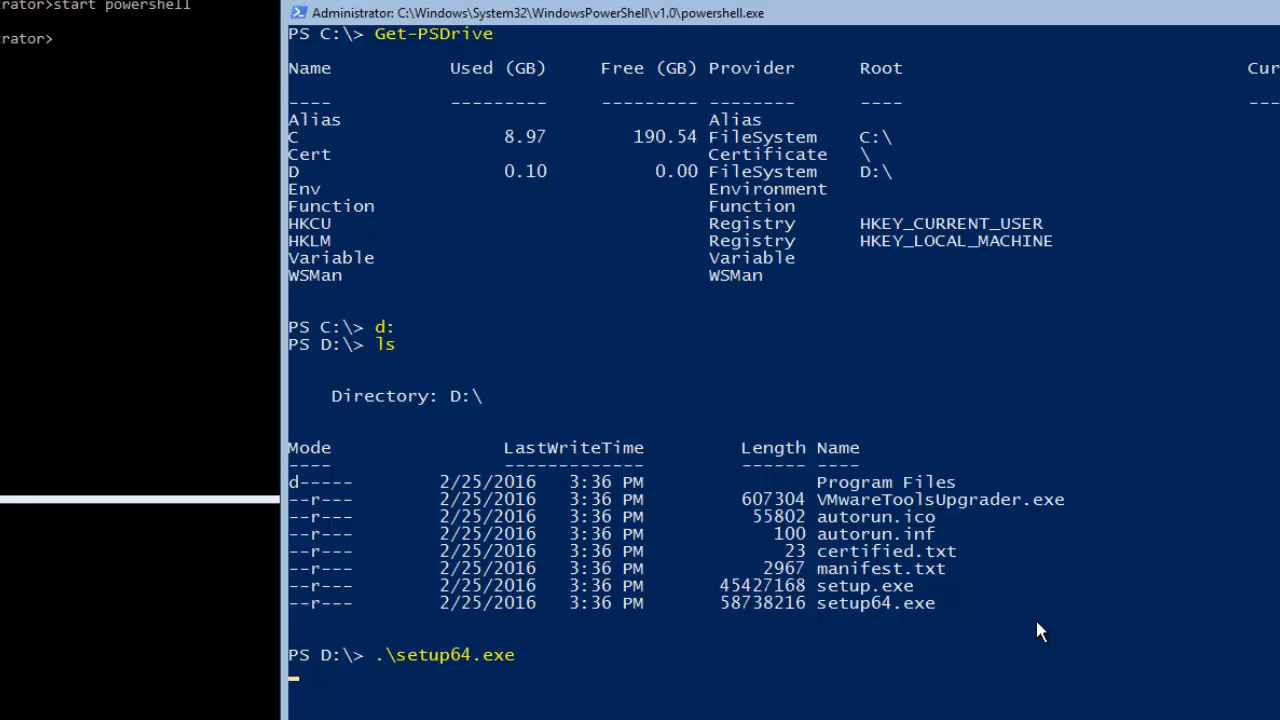 rator>start powershell
rator>
Administrator: C:\Windows\System32\WindowsPowerShell\v1.0\powershell.exe
PS C:\> Get-PSDrive
Name Used (GB) Free (GB) Provider Root Cur
---- --------- --------- -------- ---- ---
Alias Alias
C 8.97 190.54 FileSystem C:\
Cert Certificate \
D 0.10 0.00 FileSystem D:\
Env Environment
Function Function
HKCU Registry HKEY_CURRENT_USER
HKLM Registry HKEY_LOCAL_MACHINE
Variable Variable
WSMan WSMan
PS C:\> d:
PS D:\> ls
Directory: D:\
Mode LastWriteTime Length Name
---- ------------- ------ ----
d----- 2/25/2016 3:36 PM Program Files
--r--- 2/25/2016 3:36 PM 607304 VMwareToolsUpgrader.exe
--r--- 2/25/2016 3:36 PM 55802 autorun.ico
--r--- 2/25/2016 3:36 PM 100 autorun.inf
--r--- 2/25/2016 3:36 PM 23 certified.txt
--r--- 2/25/2016 3:36 PM 2967 manifest.txt
--r--- 2/25/2016 3:36 PM 45427168 setup.exe
--r--- 2/25/2016 3:36 PM 58738216 setup64.exe
PS D:\> .\setup64.exe